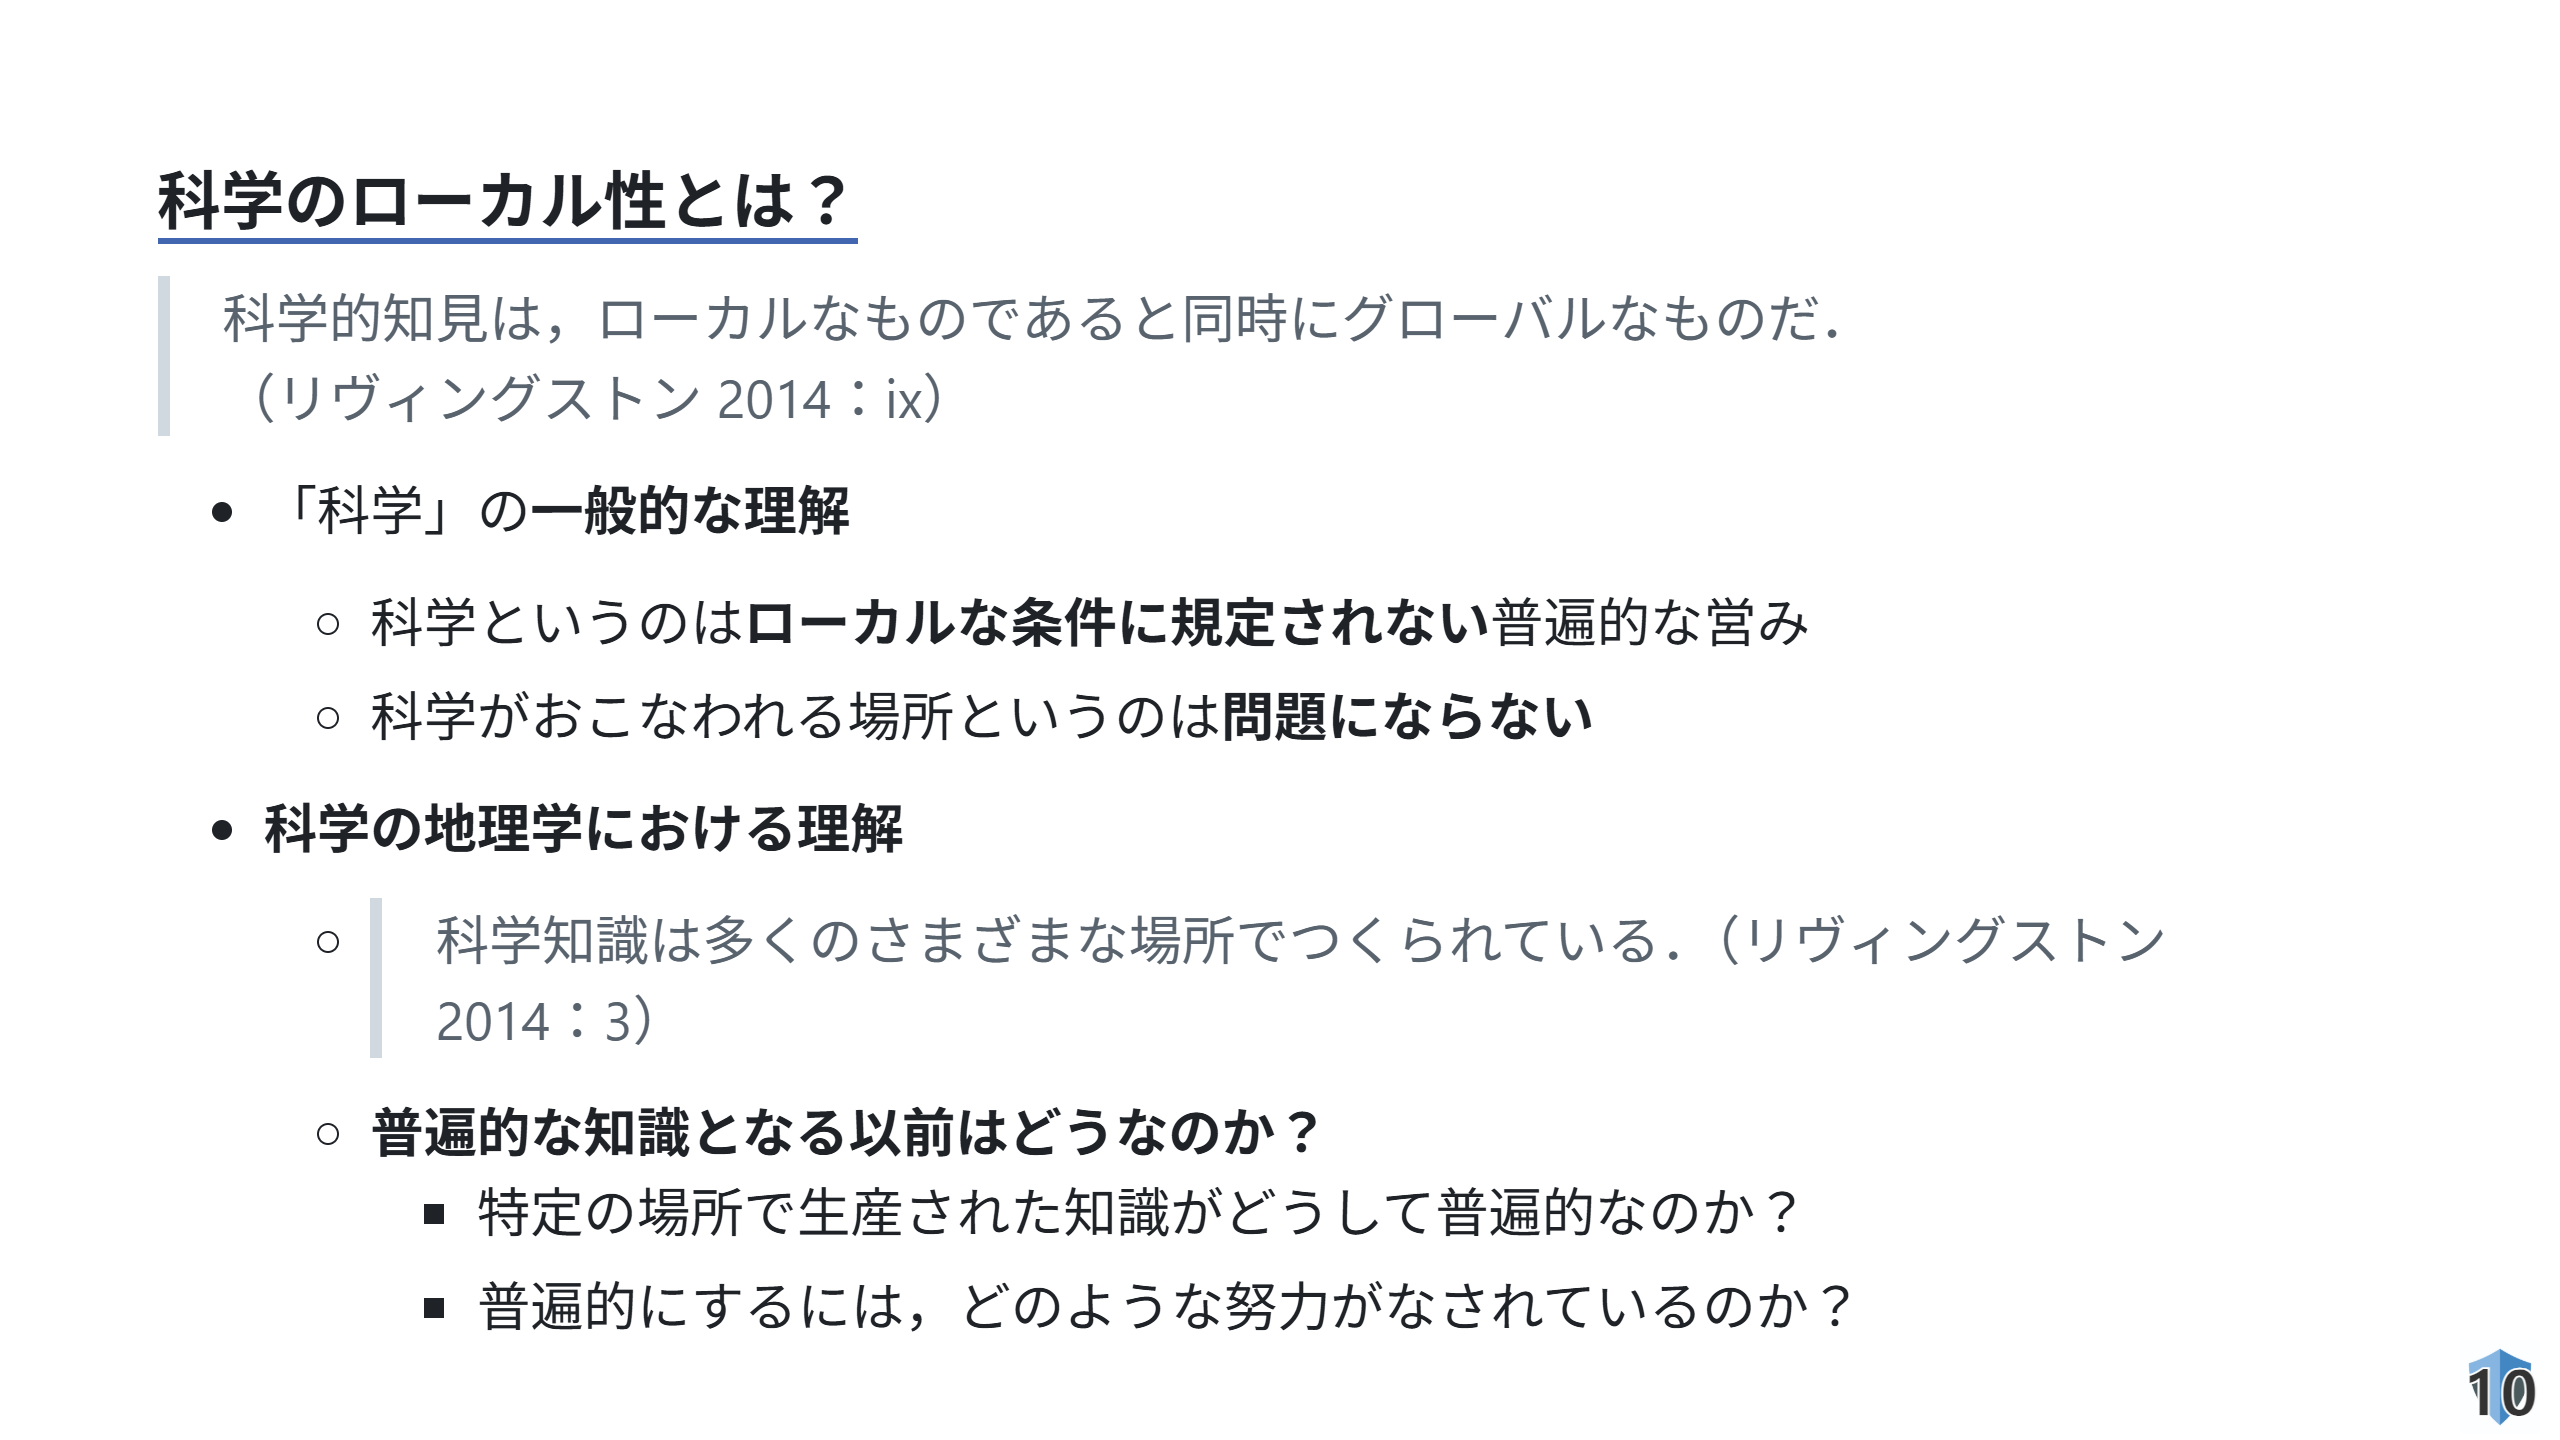 科学のローカル性とは？
科学的知見は，ローカルなものであると同時にグローバルなものだ．
（リヴィングストン 2014：ix）
「科学」の一般的な理解
科学というのはローカルな条件に規定されない普遍的な営み
科学がおこなわれる場所というのは問題にならない
科学の地理学における理解
科学知識は多くのさまざまな場所でつくられている．（リヴィングストン
2014：3）
普遍的な知識となる以前はどうなのか？
特定の場所で生産された知識がどうして普遍的なのか？
普遍的にするには，どのような努力がなされているのか？
10